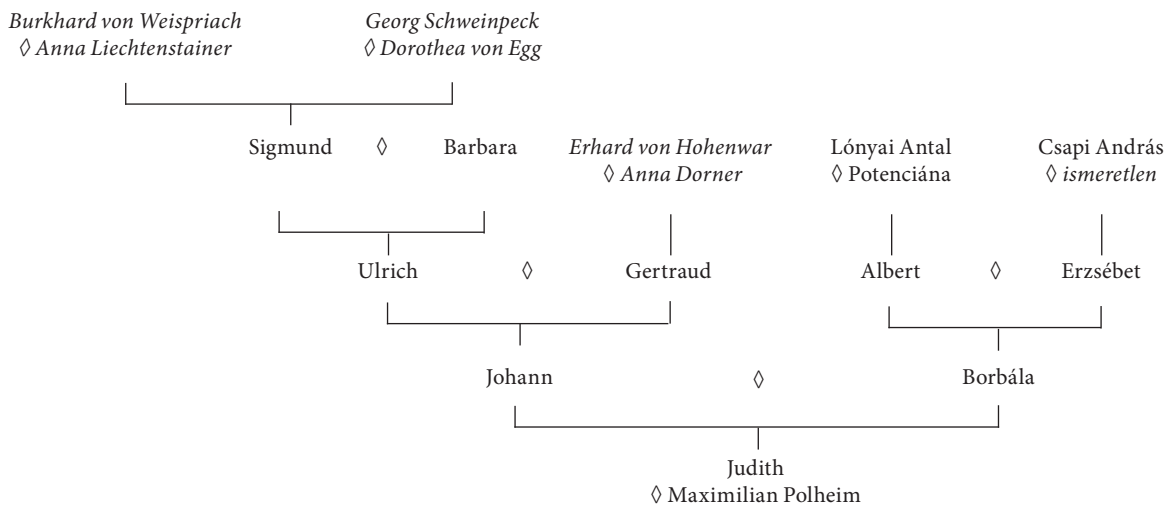 Burkhard von Weispriach
◊ Anna Liechtenstainer
Georg Schweinpeck
◊ Dorothea von Egg
Sigmund ◊ Barbara
Erhard von Hohenwar
◊ Anna Dorner
Lónyai Antal
◊ Potenciána
Csapi András
◊ ismeretlen
Ulrich ◊ Gertraud
Albert ◊ Erzsébet
Johann ◊ Borbála
Judith
◊ Maximilian Polheim